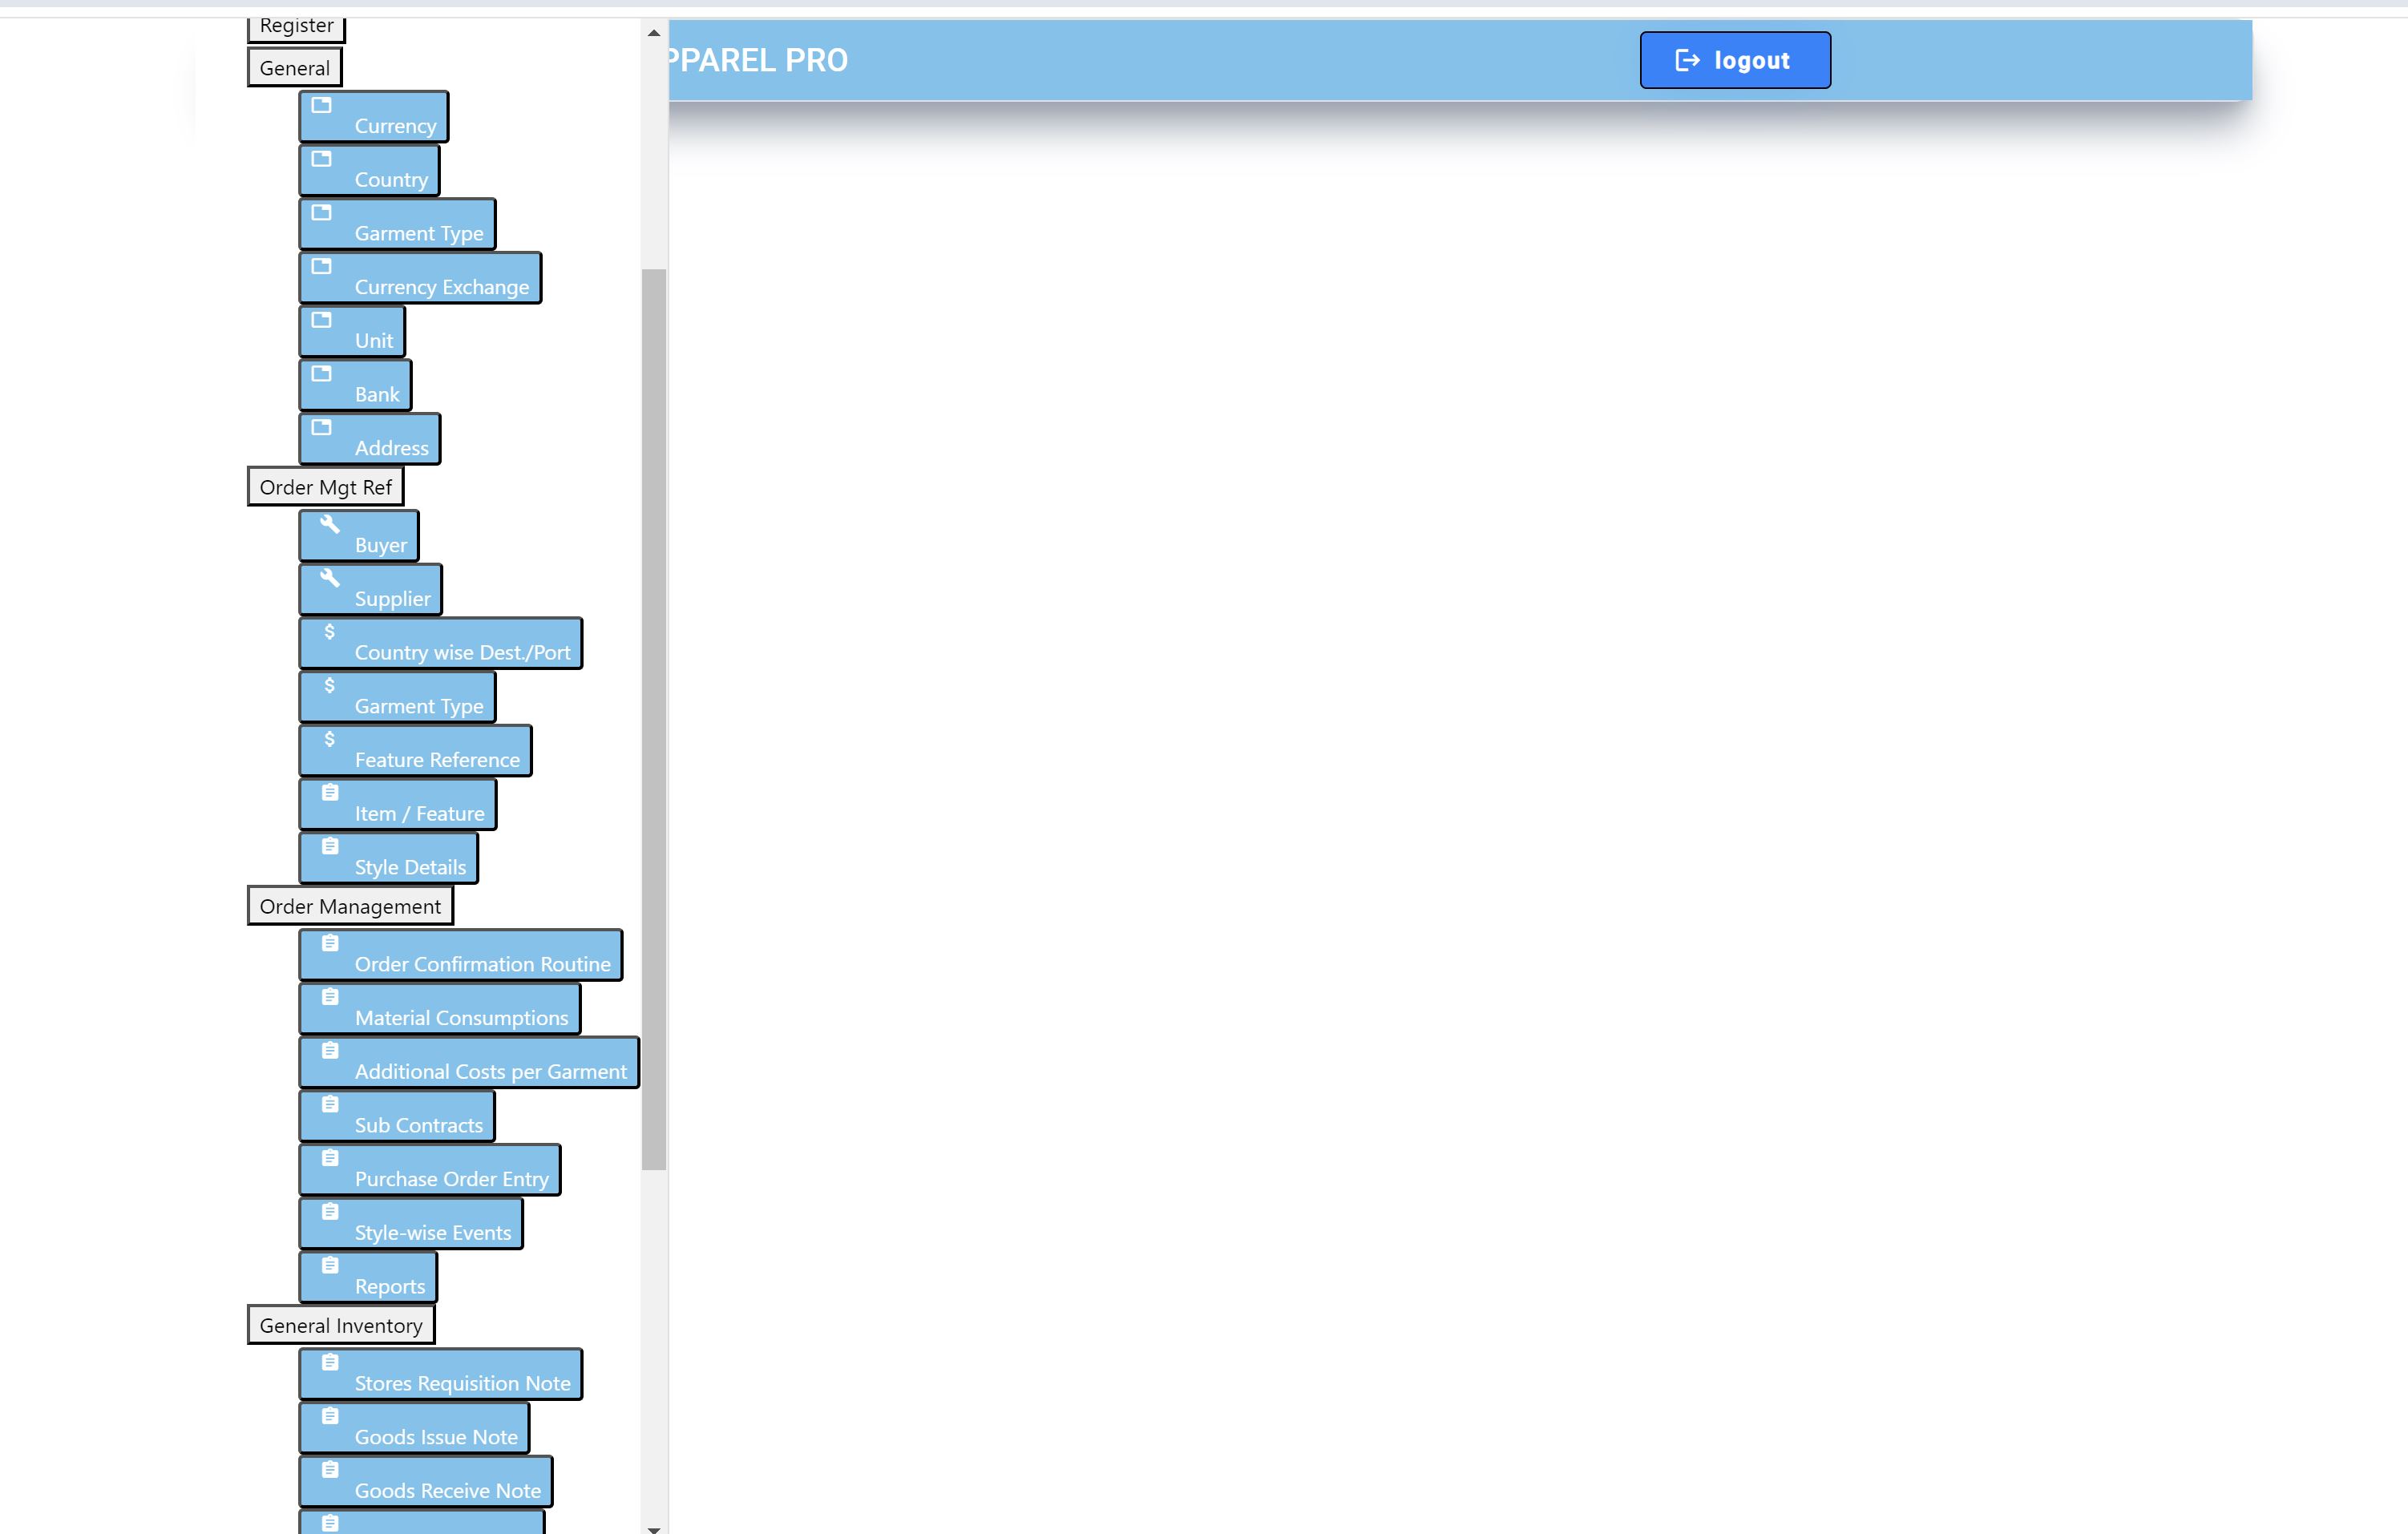 Register
PPAREL PRO
logout
General
Currency
Country
Garment Type
Currency Exchange
Unit
Bank
Address
Order Mgt Ref
Buyer
Supplier
Country wise Dest./Port
Garment Type
Feature Reference
Item / Feature
Style Details
Order Management
Order Confirmation Routine
Material Consumptions
Additional Costs per Garment
Sub Contracts
Purchase Order Entry
Style-wise Events
Reports
General Inventory
Stores Requisition Note
Goods Issue Note
Goods Receive Note